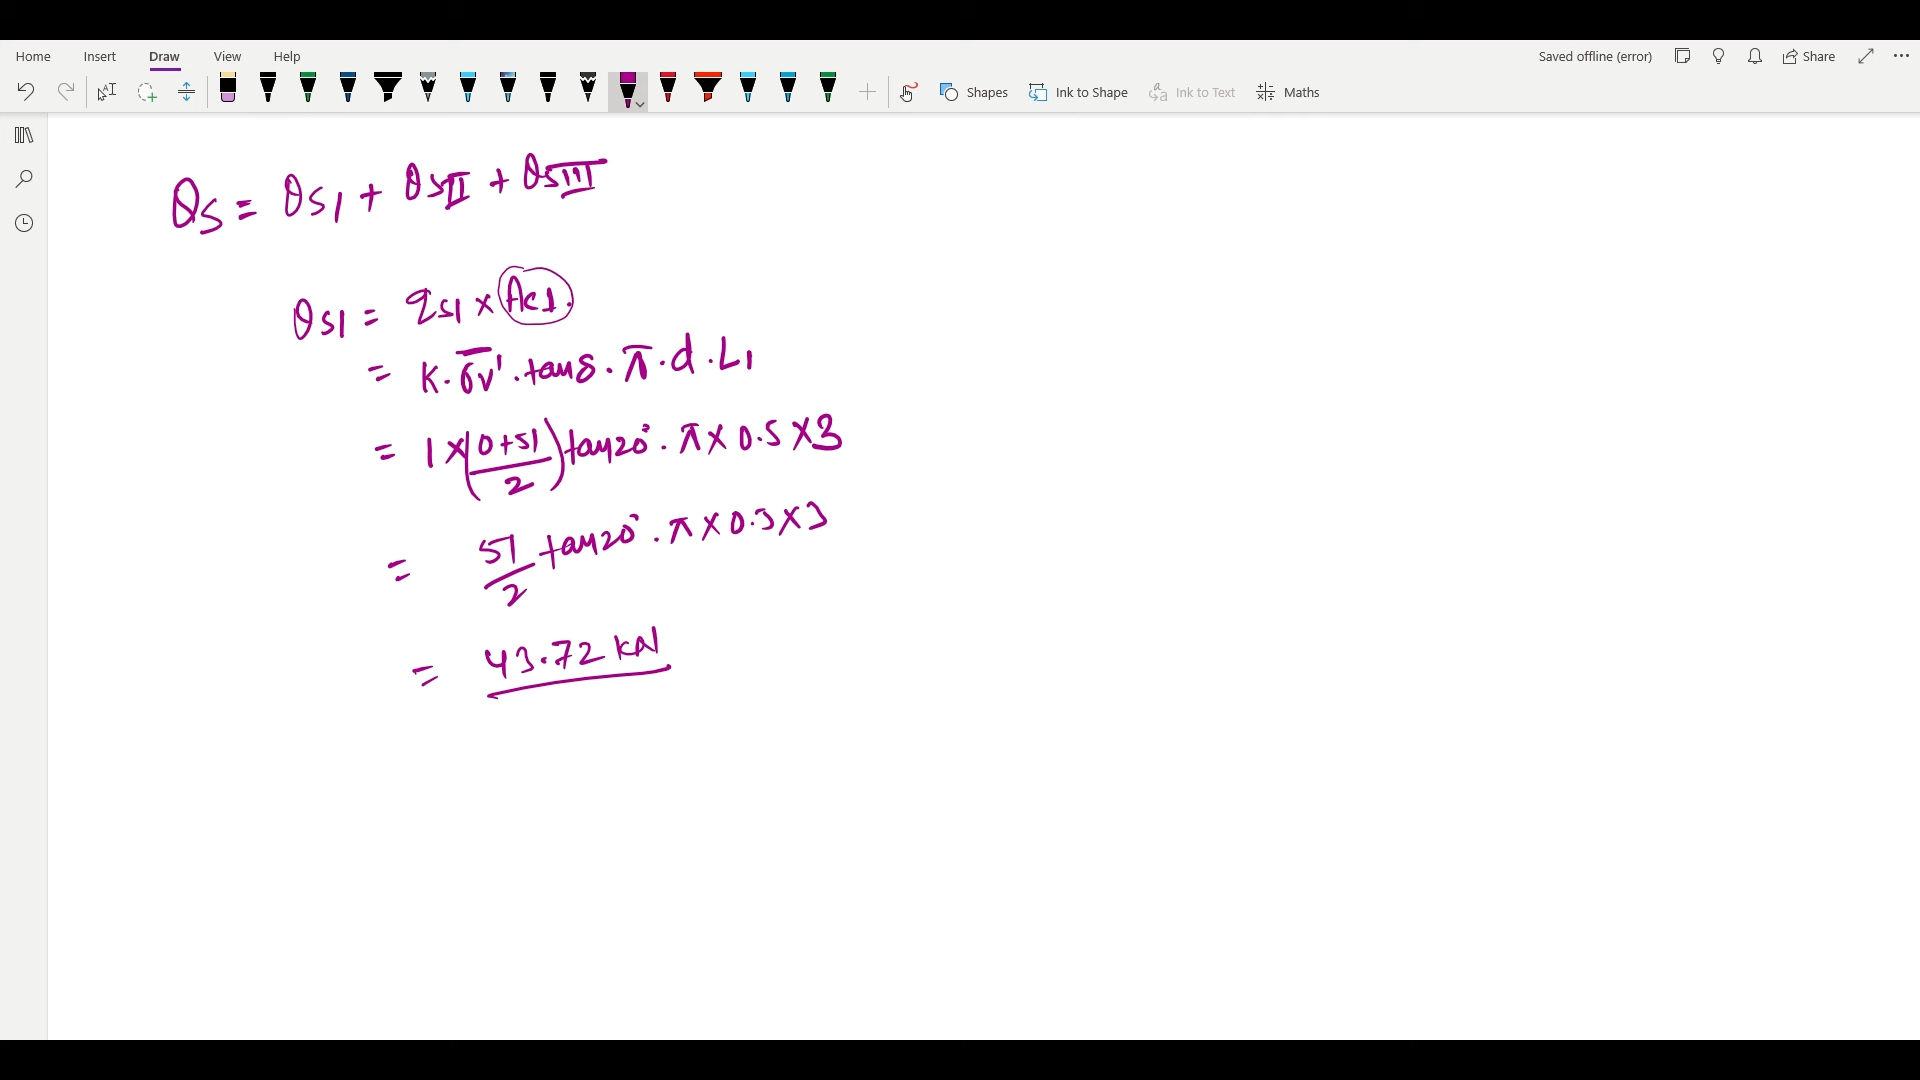 Home Insert Draw View Help Saved offline (error) Share
Shapes Ink to Shape Ink to Text Maths
Qs = Qs1 + QsII + QsIII
Qs1 = qs1 × Ac1.
= K · σv' · tanδ · π · d · L1
= 1 × (0+51/2) tan20° · π × 0.5 × 3
= 51/2 tan20° · π × 0.5 × 3
= 43.72 kN